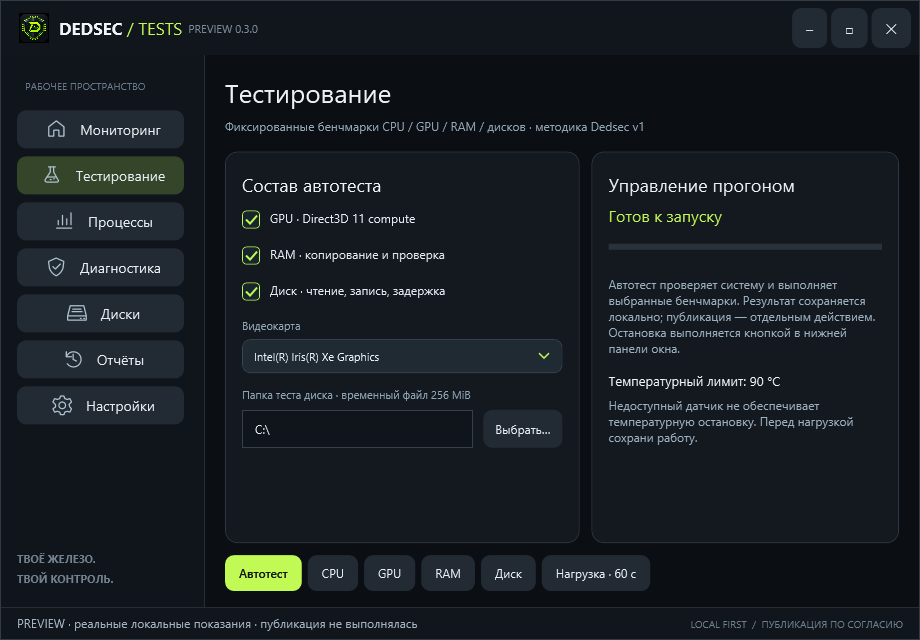 DEDSEC / TESTS PREVIEW 0.3.0
РАБОЧЕЕ ПРОСТРАНСТВО
Мониторинг
Тестирование
Процессы
Диагностика
Диски
Отчёты
Настройки
ТВОЁ ЖЕЛЕЗО.
ТВОЙ КОНТРОЛЬ.
Тестирование
Фиксированные бенчмарки CPU / GPU / RAM / дисков · методика Dedsec v1
Состав автотеста
GPU · Direct3D 11 compute
RAM · копирование и проверка
Диск · чтение, запись, задержка
Видеокарта
Intel(R) Iris(R) Xe Graphics
Папка теста диска · временный файл 256 MiB
C:\
Выбрать...
Управление прогоном
Готов к запуску
Автотест проверяет систему и выполняет
выбранные бенчмарки. Результат сохраняется
локально; публикация — отдельным действием.
Остановка выполняется кнопкой в нижней
панели окна.
Температурный лимит: 90 °C
Недоступный датчик не обеспечивает
температурную остановку. Перед нагрузкой
сохрани работу.
Автотест
CPU
GPU
RAM
Диск
Нагрузка · 60 с
PREVIEW · реальные локальные показания · публикация не выполнялась
LOCAL FIRST / ПУБЛИКАЦИЯ ПО СОГЛАСИЮ